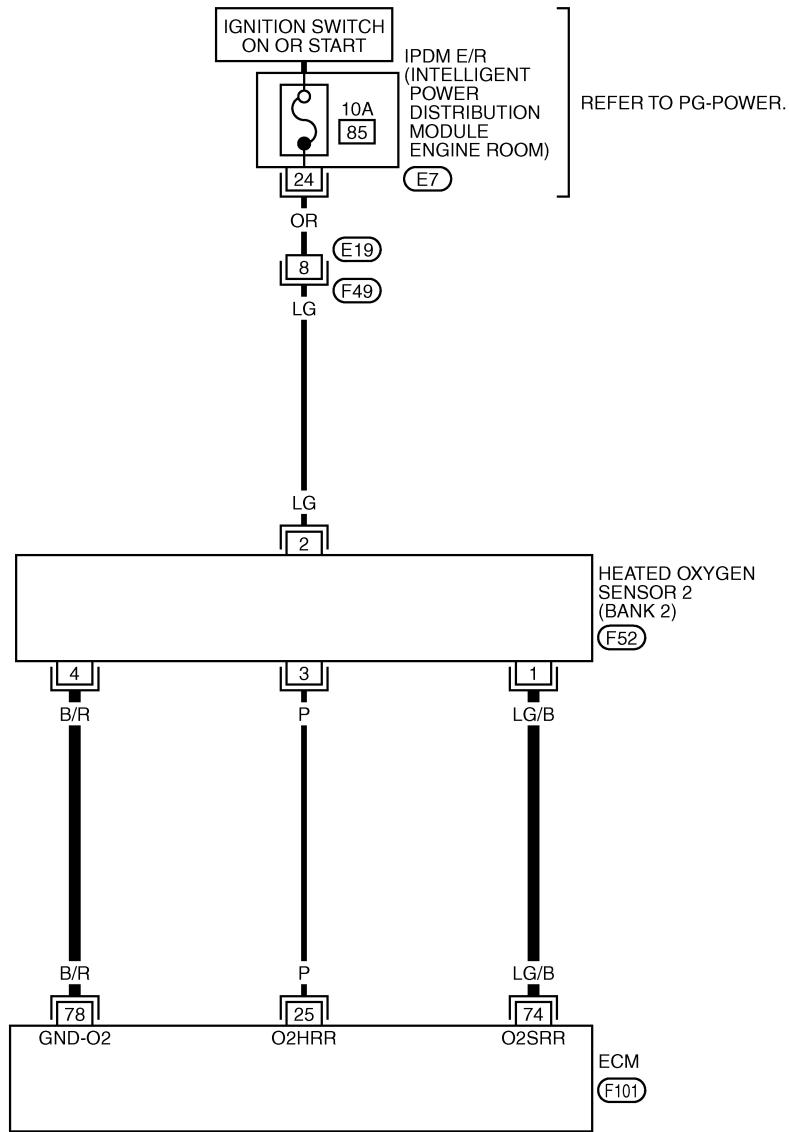 IGNITION SWITCH
ON OR START
IPDM E/R
(INTELLIGENT
POWER
DISTRIBUTION
MODULE
ENGINE ROOM)
REFER TO PG-POWER.
10A
85
24
E7
OR
E19
8
F49
LG
LG
2
HEATED OXYGEN
SENSOR 2
(BANK 2)
F52
4
3
1
B/R
P
LG/B
B/R
P
LG/B
78
25
74
GND-O2
O2HRR
O2SRR
ECM
F101